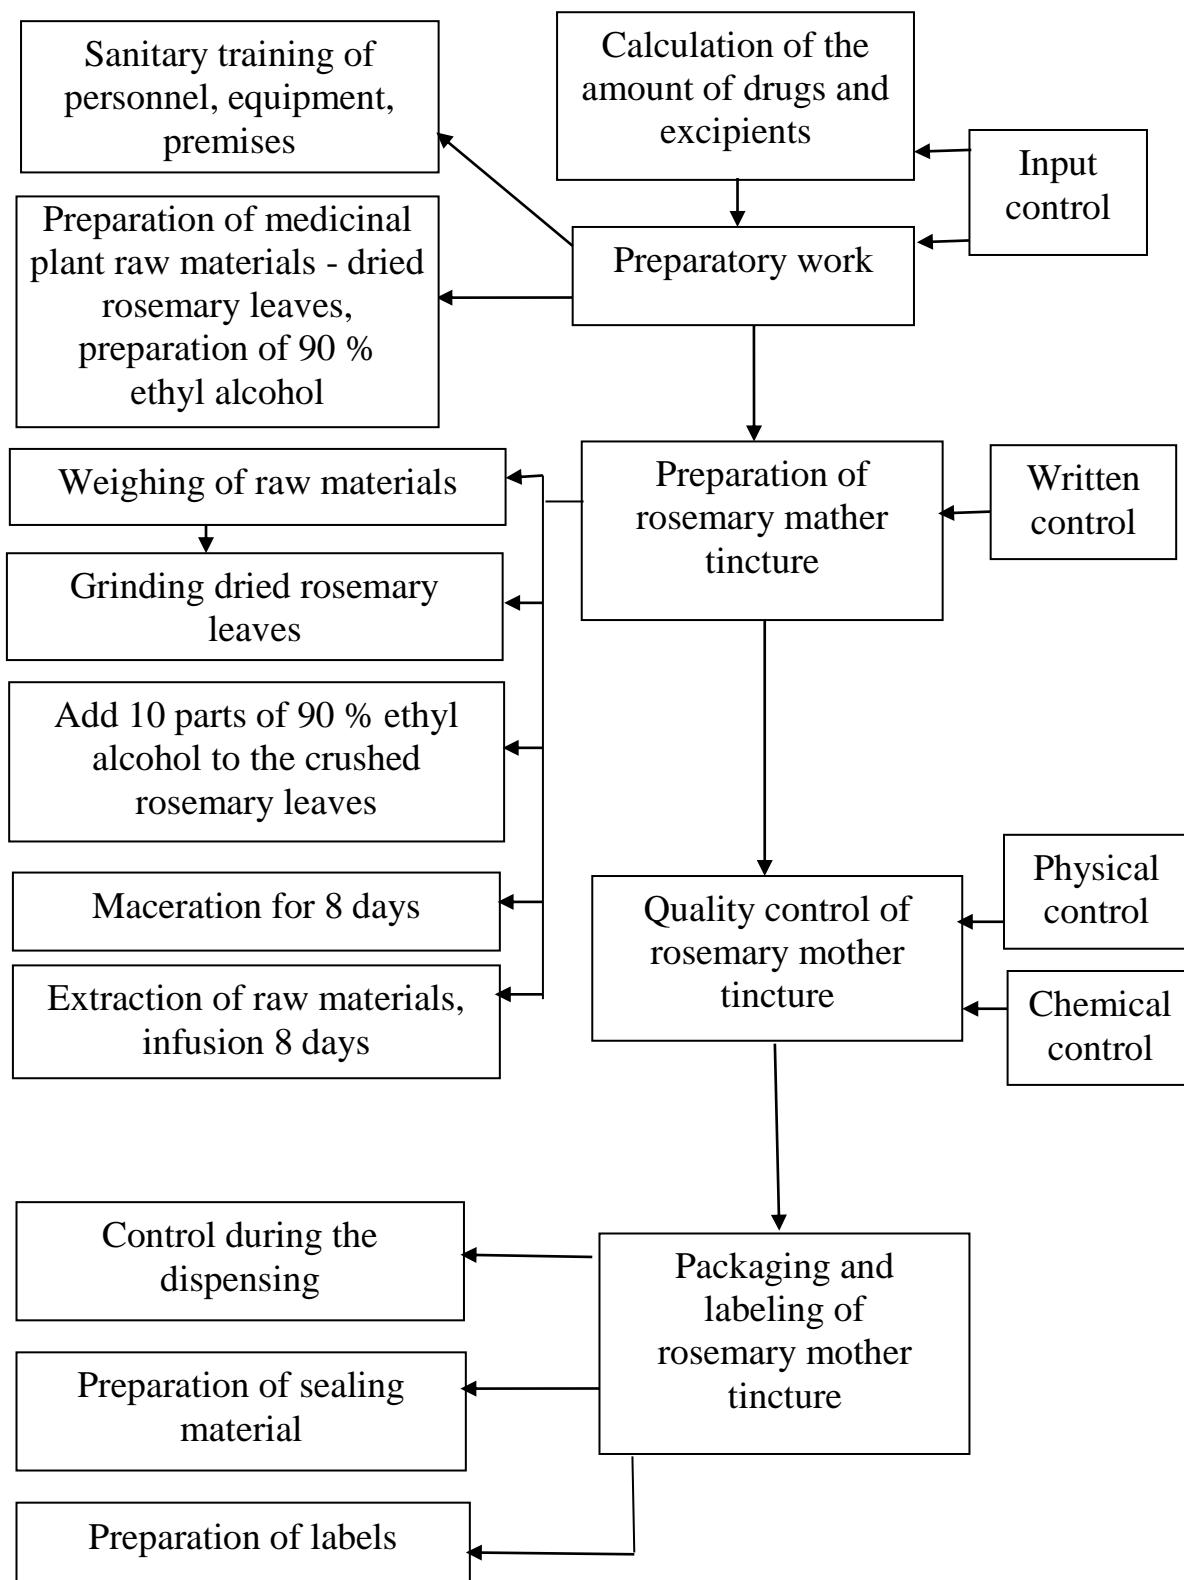 Sanitary training of
personnel, equipment,
premises
Calculation of the
amount of drugs and
excipients
Input
control
Preparation of medicinal
plant raw materials - dried
rosemary leaves,
preparation of 90 %
ethyl alcohol
Preparatory work
Weighing of raw materials
Preparation of
rosemary mather
tincture
Written
control
Grinding dried rosemary
leaves
Add 10 parts of 90 % ethyl
alcohol to the crushed
rosemary leaves
Maceration for 8 days
Quality control of
rosemary mother
tincture
Physical
control
Extraction of raw materials,
infusion 8 days
Chemical
control
Control during the
dispensing
Packaging and
labeling of
rosemary mother
tincture
Preparation of sealing
material
Preparation of labels